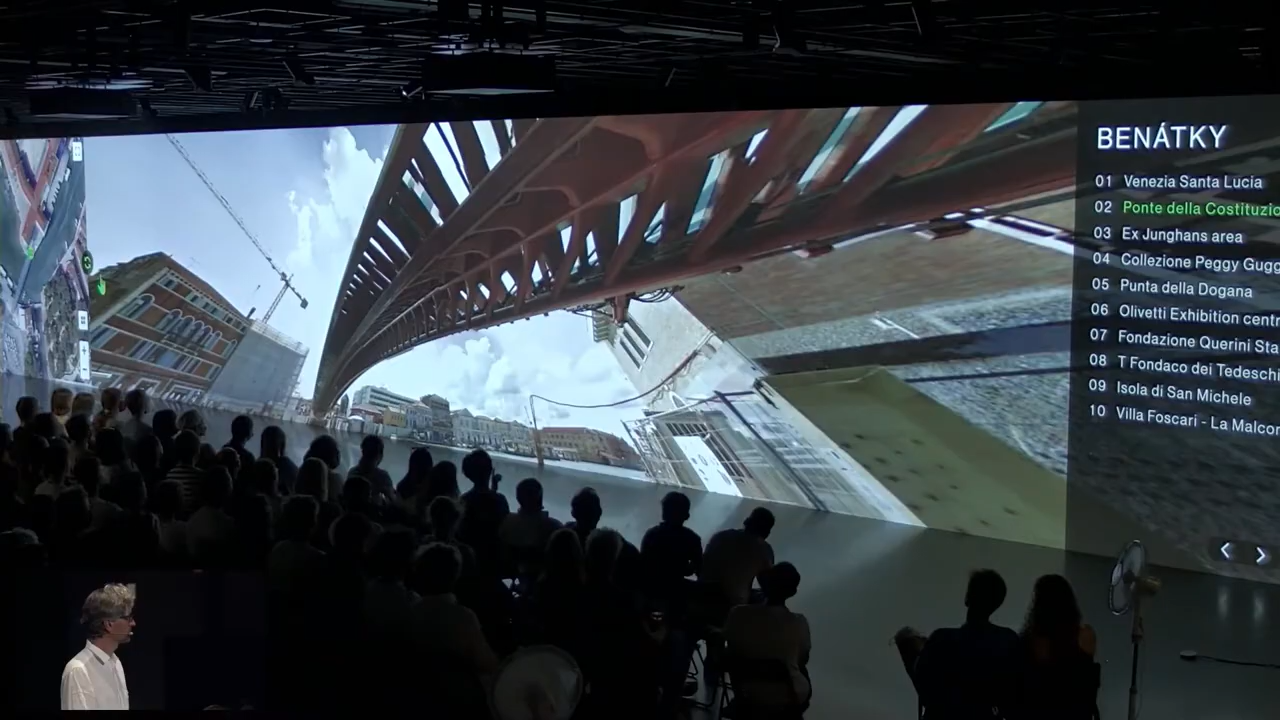 BENÁTKY
01 Venezia Santa Lucia
02 Ponte della Costituzio
03 Ex Junghans area
04 Collezione Peggy Gugg
05 Punta della Dogana
06 Olivetti Exhibition centr
07 Fondazione Querini Sta
08 T Fondaco dei Tedeschi
09 Isola di San Michele
10 Villa Foscari - La Malcon